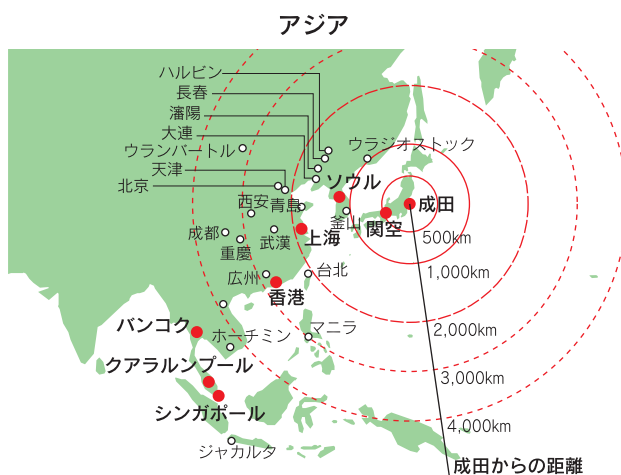 アジア
ハルビン
長春
瀋陽
大連
ウラジオストック
ウランバートル
天津
北京
ソウル
西安
青島
成田
釜山
関空
成都
重慶
武漢
上海
500km
広州
台北
1,000km
香港
バンコク
ホーチミン
マニラ
2,000km
クアラルンプール
3,000km
シンガポール
4,000km
ジャカルタ
成田からの距離